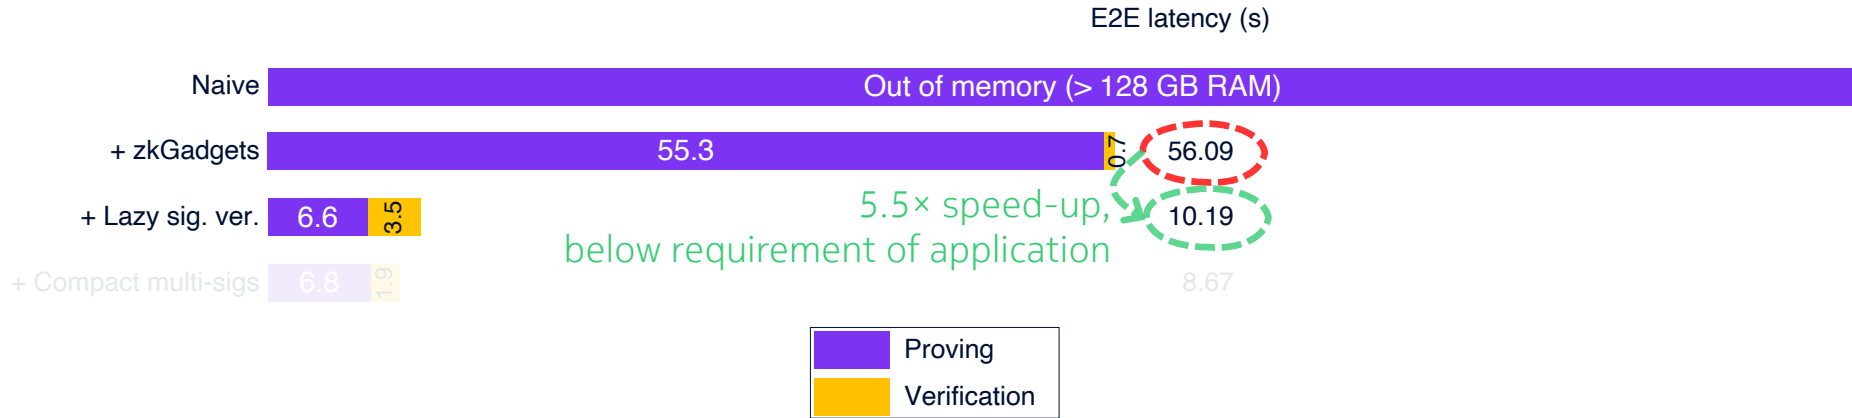 E2E latency (s)
Naive Out of memory (> 128 GB RAM)
+ zkGadgets 55.3 0.7 56.09
+ Lazy sig. ver. 6.6 3.5 10.19
5.5× speed-up,
below requirement of application
+ Compact multi-sigs 6.8 1.9 8.67
Proving
Verification